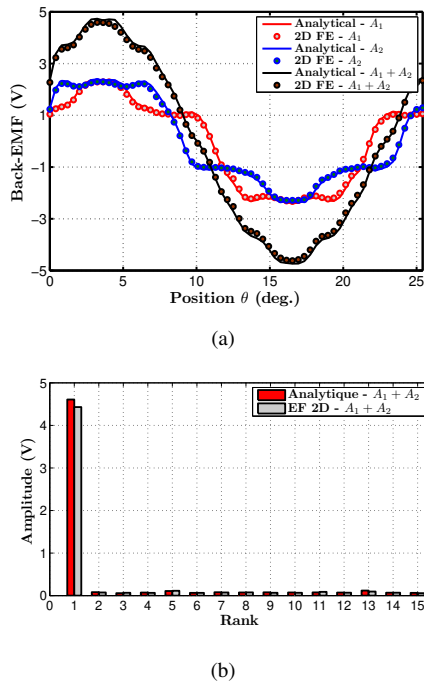 5
3
1
−1
−3
−5
Back-EMF (V)
Analytical - A₁
2D FE - A₁
Analytical - A₂
2D FE - A₂
Analytical - A₁ + A₂
2D FE - A₁ + A₂
0 5 10 15 20 25
Position θ (deg.)
(a)
5
4
3
2
1
0
Amplitude (V)
Analytique - A₁ + A₂
EF 2D - A₁ + A₂
0 1 2 3 4 5 6 7 8 9 10 11 12 13 14 15
Rank
(b)